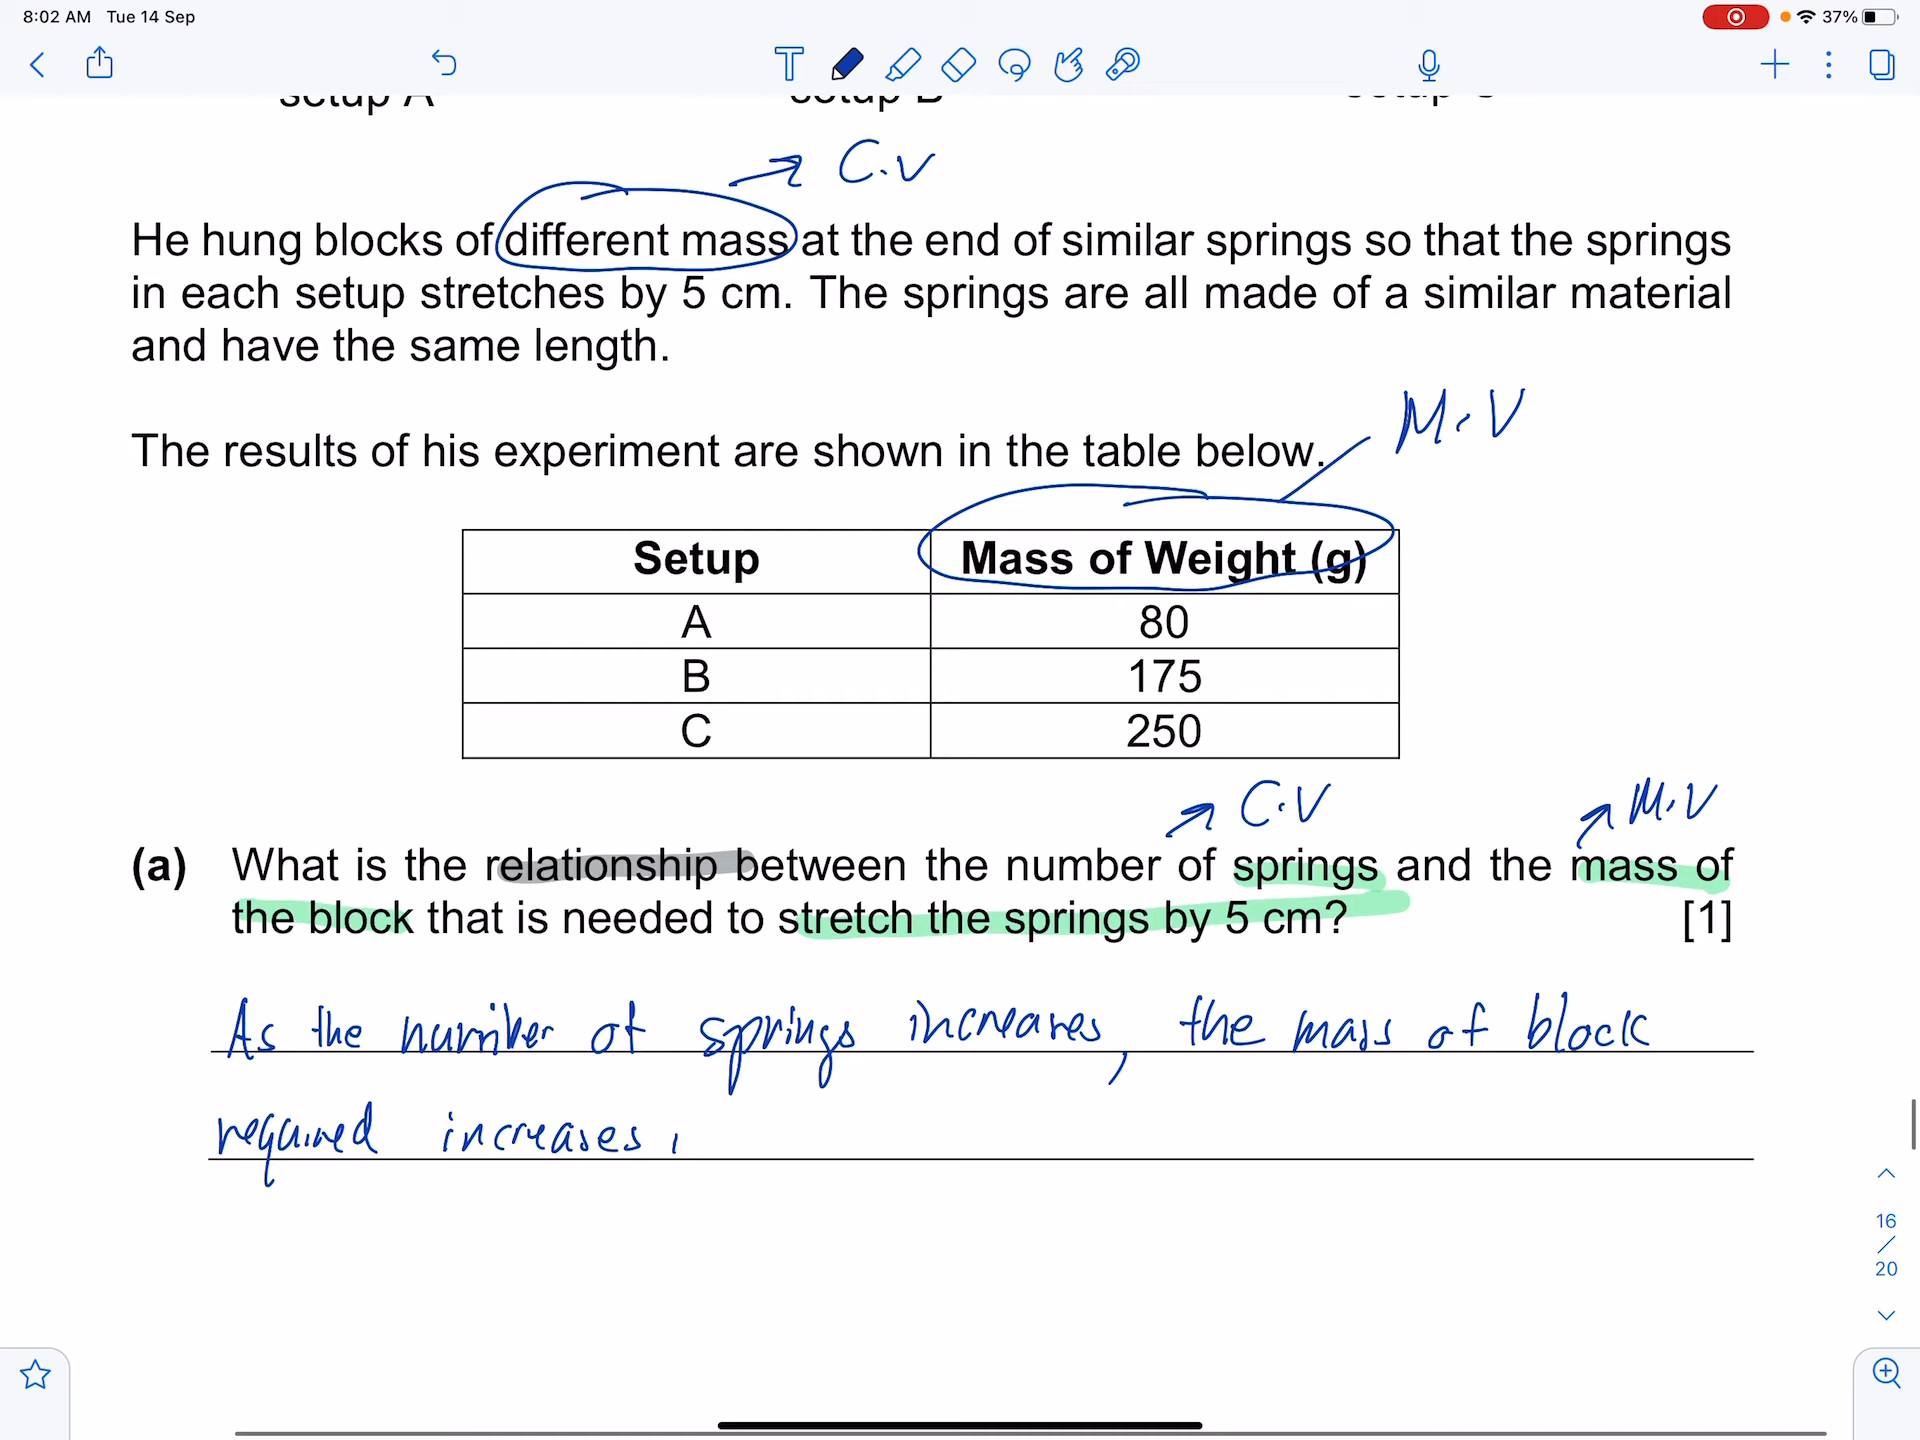 8:02 AM Tue 14 Sep
37%
setup A setup B setup C
C.V
He hung blocks of different mass at the end of similar springs so that the springs
in each setup stretches by 5 cm. The springs are all made of a similar material
and have the same length.
M.V
The results of his experiment are shown in the table below.
Setup Mass of Weight (g)
A 80
B 175
C 250
C.V M.V
(a) What is the relationship between the number of springs and the mass of
the block that is needed to stretch the springs by 5 cm? [1]
As the number of springs increases, the mass of block
required increases.
16
/
20